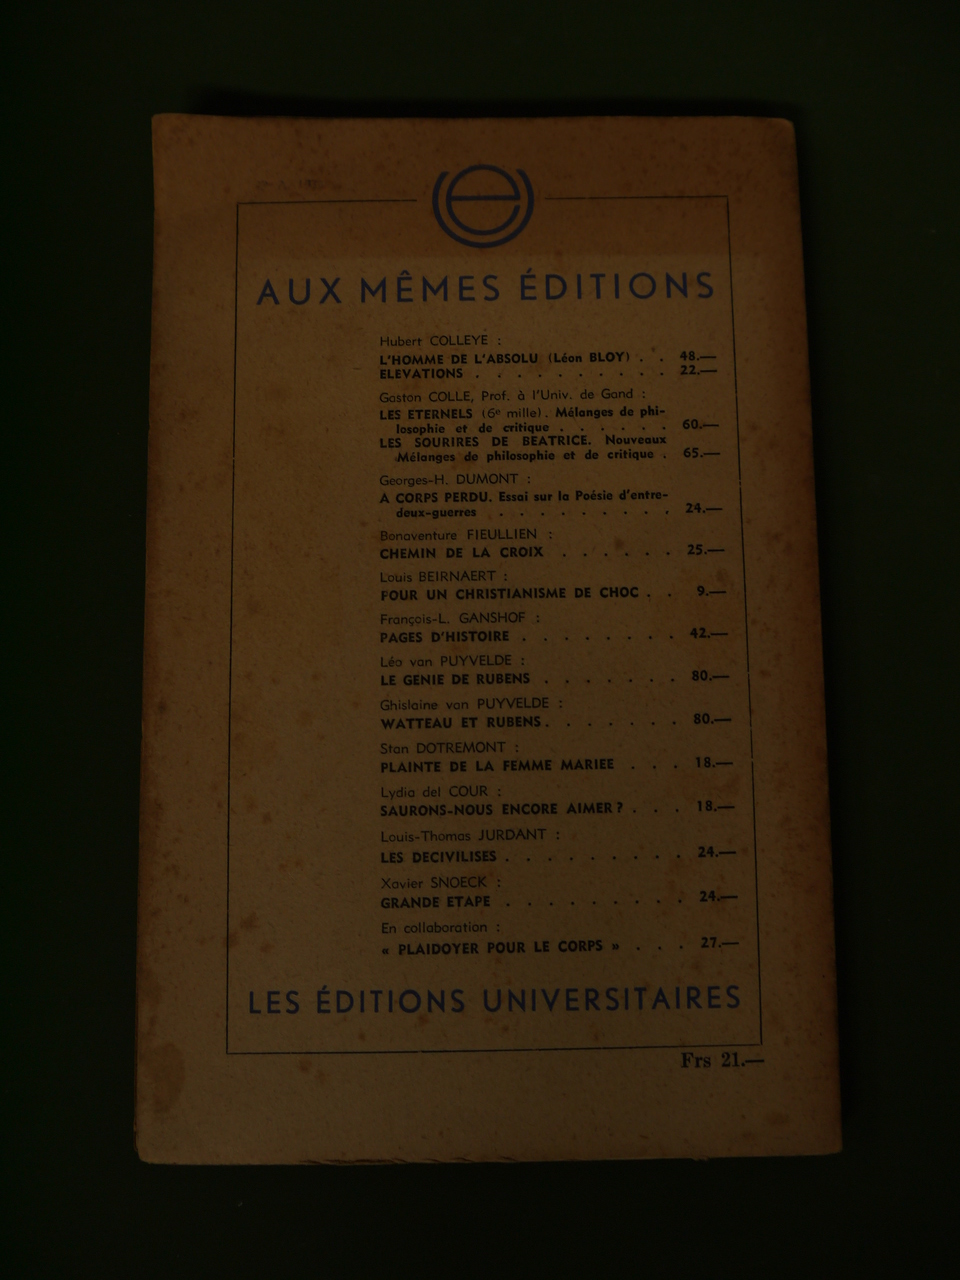 AUX MÊMES ÉDITIONS
Hubert COLLEYE :
L'HOMME DE L'ABSOLU (Léon BLOY) . . 48.—
ELEVATIONS . . . . . . . . . . 22.—
Gaston COLLE, Prof. à l'Univ. de Gand :
LES ETERNELS (6e mille). Mélanges de phi-
losophie et de critique . . . . . . 60.—
LES SOURIRES DE BEATRICE. Nouveaux
Mélanges de philosophie et de critique . 65.—
Georges-H. DUMONT :
A CORPS PERDU. Essai sur la Poésie d'entre-
deux-guerres . . . . . . . . . 24.—
Bonaventure FIEULLIEN :
CHEMIN DE LA CROIX . . . . . . 25.—
Louis BEIRNAERT :
POUR UN CHRISTIANISME DE CHOC . . 9.—
François-L. GANSHOF :
PAGES D'HISTOIRE . . . . . . . . 42.—
Léo van PUYVELDE :
LE GENIE DE RUBENS . . . . . . . 80.—
Ghislaine van PUYVELDE :
WATTEAU ET RUBENS . . . . . . . 80.—
Stan DOTREMONT :
PLAINTE DE LA FEMME MARIEE . . . 18.—
Lydia del COUR :
SAURONS-NOUS ENCORE AIMER ? . . . 18.—
Louis-Thomas JURDANT :
LES DECIVILISES . . . . . . . . . 24.—
Xavier SNOECK :
GRANDE ETAPE . . . . . . . . . 24.—
En collaboration :
« PLAIDOYER POUR LE CORPS » . . . 27.—
LES ÉDITIONS UNIVERSITAIRES
Frs 21.—